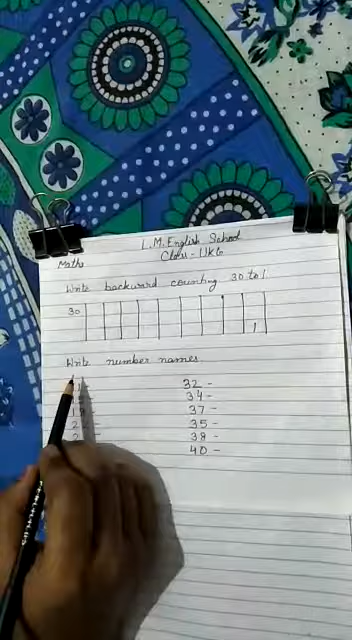 L.M. English School
Class - UKG
Maths
Write backward counting 30 to 1
30
1
Write number names.
32 -
34 -
37 -
35 -
38 -
40 -